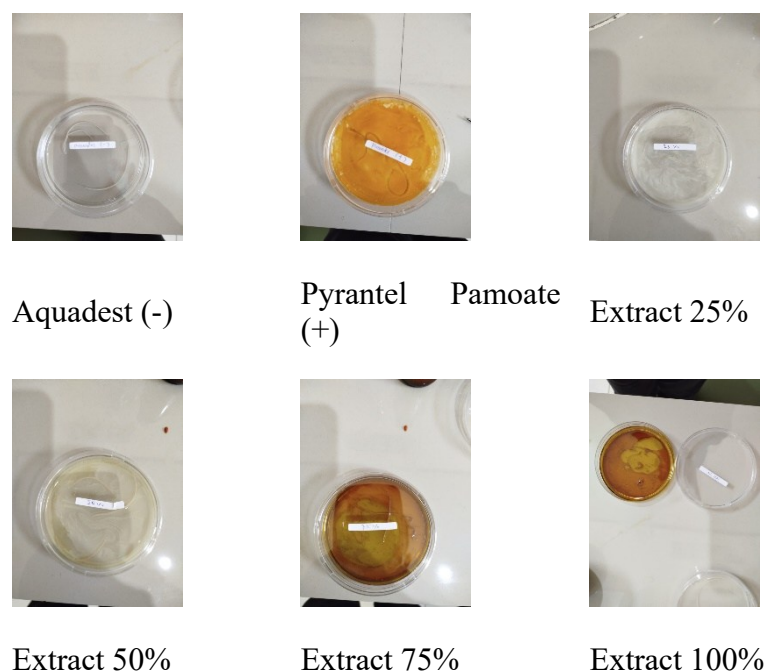 Aquadest (-)
Pyrantel Pamoate
(+)
Extract 25%
Extract 50%
Extract 75%
Extract 100%